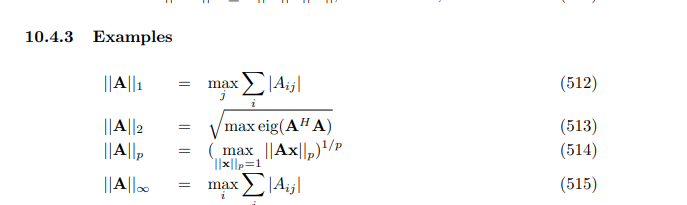 10.4.3 Examples
||A||₁ = max_j ∑_i |A_ij| (512)
||A||₂ = √(max eig(A^H A)) (513)
||A||_p = ( max_{||x||_p=1} ||Ax||_p)^{1/p} (514)
||A||_∞ = max_i ∑ |A_ij| (515)